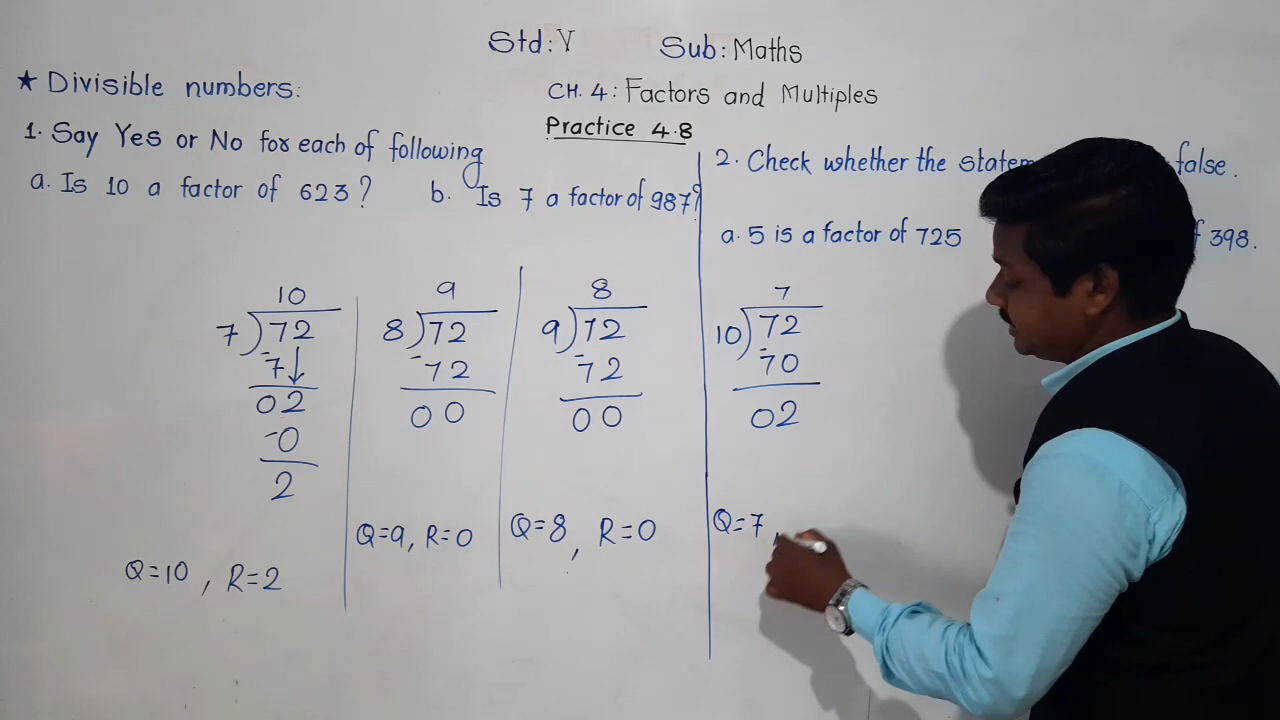 Std: V Sub: Maths
★ Divisible numbers:
CH. 4: Factors and Multiples
Practice 4.8
1. Say Yes or No for each of following
a. Is 10 a factor of 623?
b. Is 7 a factor of 987?
2. Check whether the false.
a. 5 is a factor of 725
398.
10
7)72
-7↓
02
-0
2
Q=10, R=2
9
8)72
-72
00
Q=9, R=0
8
9)72
-72
00
Q=8, R=0
7
10)72
-70
02
Q=7,